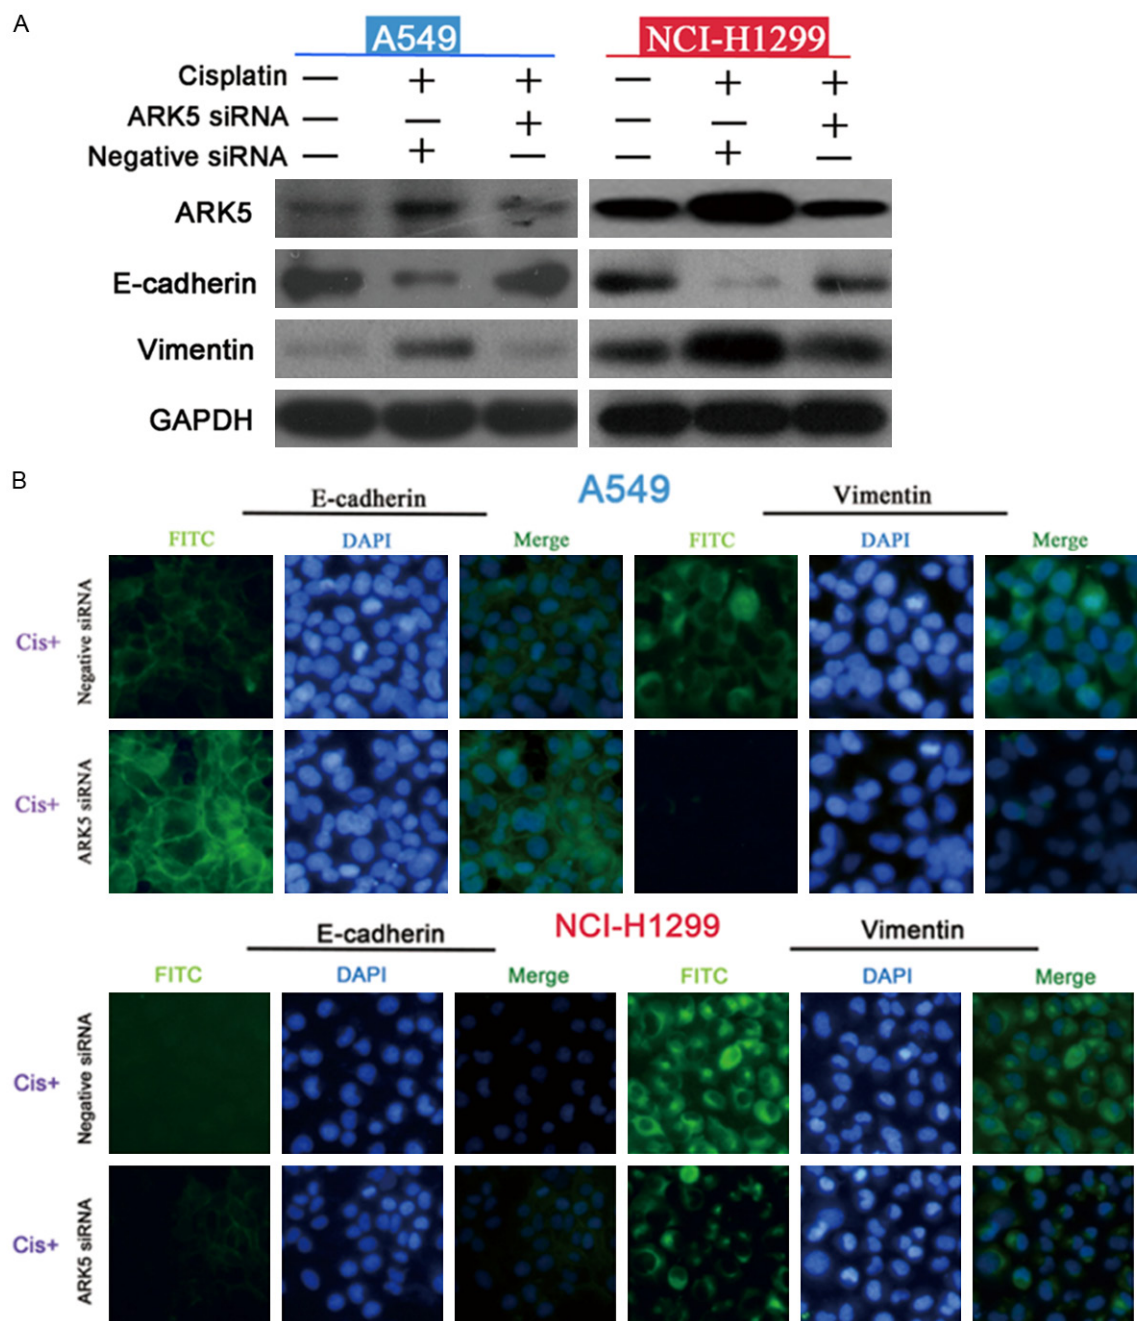 A
A549 NCI-H1299
Cisplatin — + + — + +
ARK5 siRNA — — + — — +
Negative siRNA — + — — + —
ARK5
E-cadherin
Vimentin
GAPDH
B
E-cadherin A549 Vimentin
FITC DAPI Merge FITC DAPI Merge
Cis+ Negative siRNA
Cis+ ARK5 siRNA
E-cadherin NCI-H1299 Vimentin
FITC DAPI Merge FITC DAPI Merge
Cis+ Negative siRNA
Cis+ ARK5 siRNA